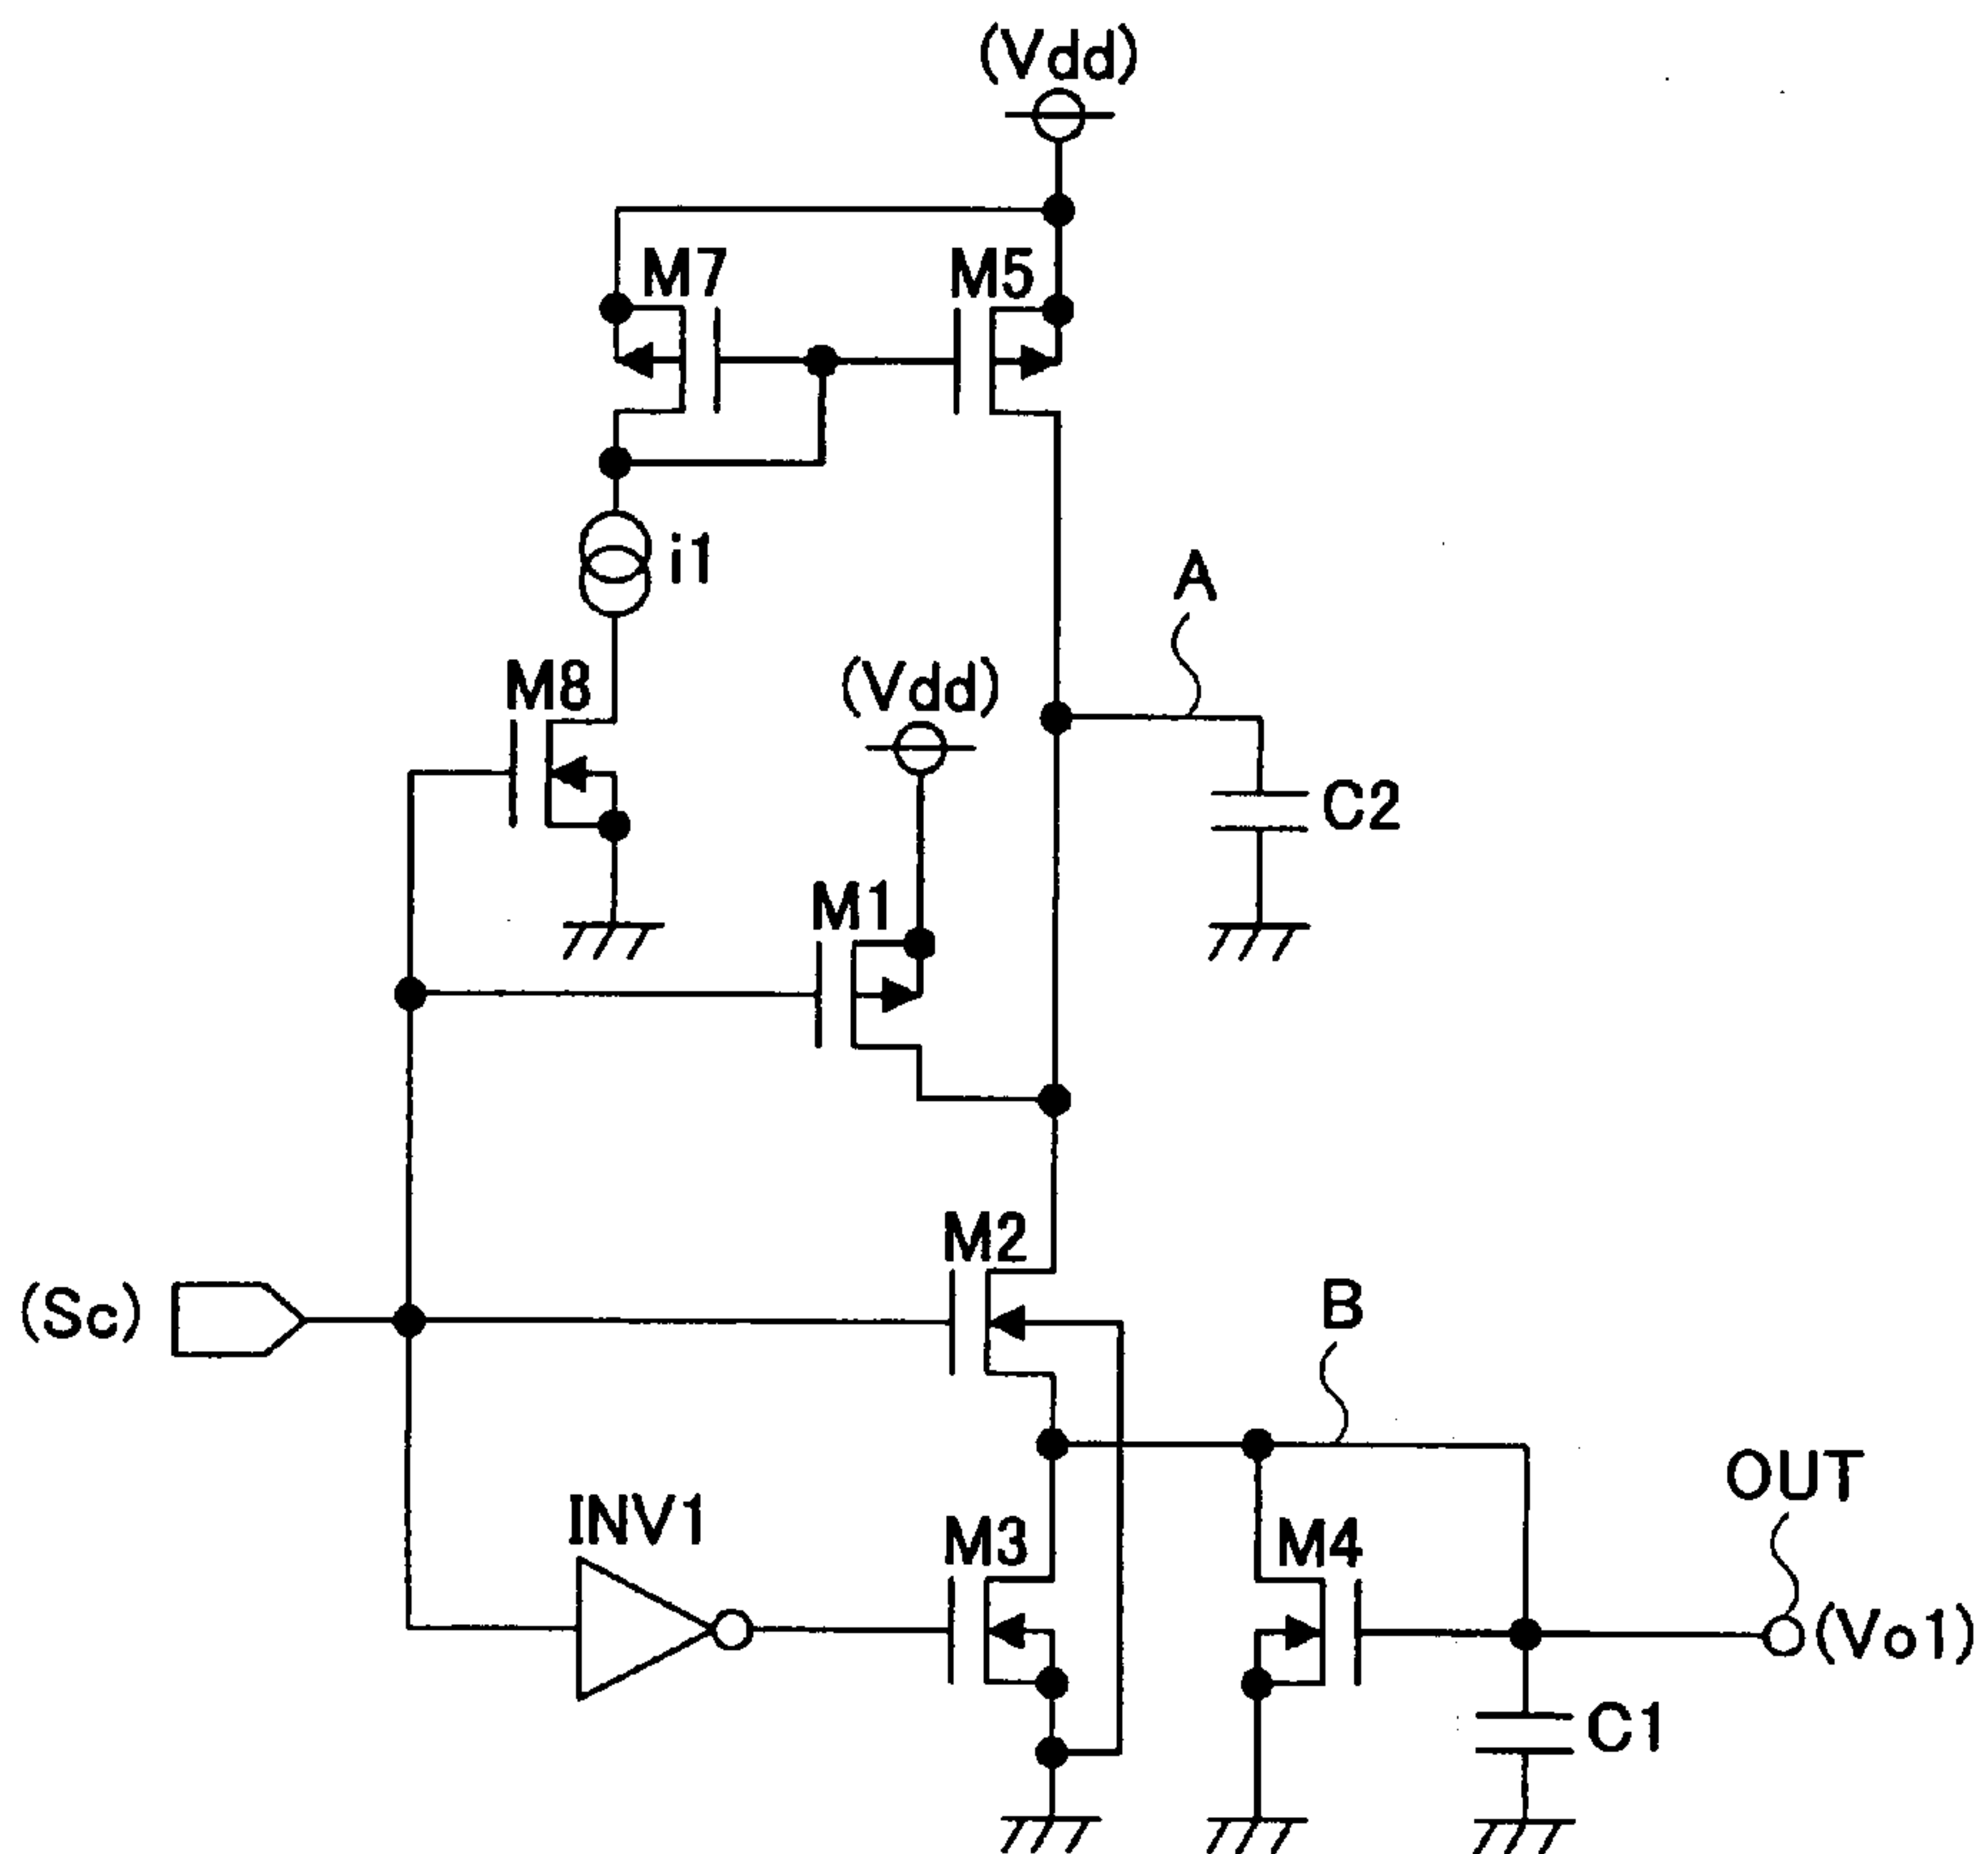 (Vdd)
M7
M5
i1
A
M8
(Vdd)
C2
M1
M2
(Sc)
B
OUT
INV1
M3
M4
(Vo1)
C1